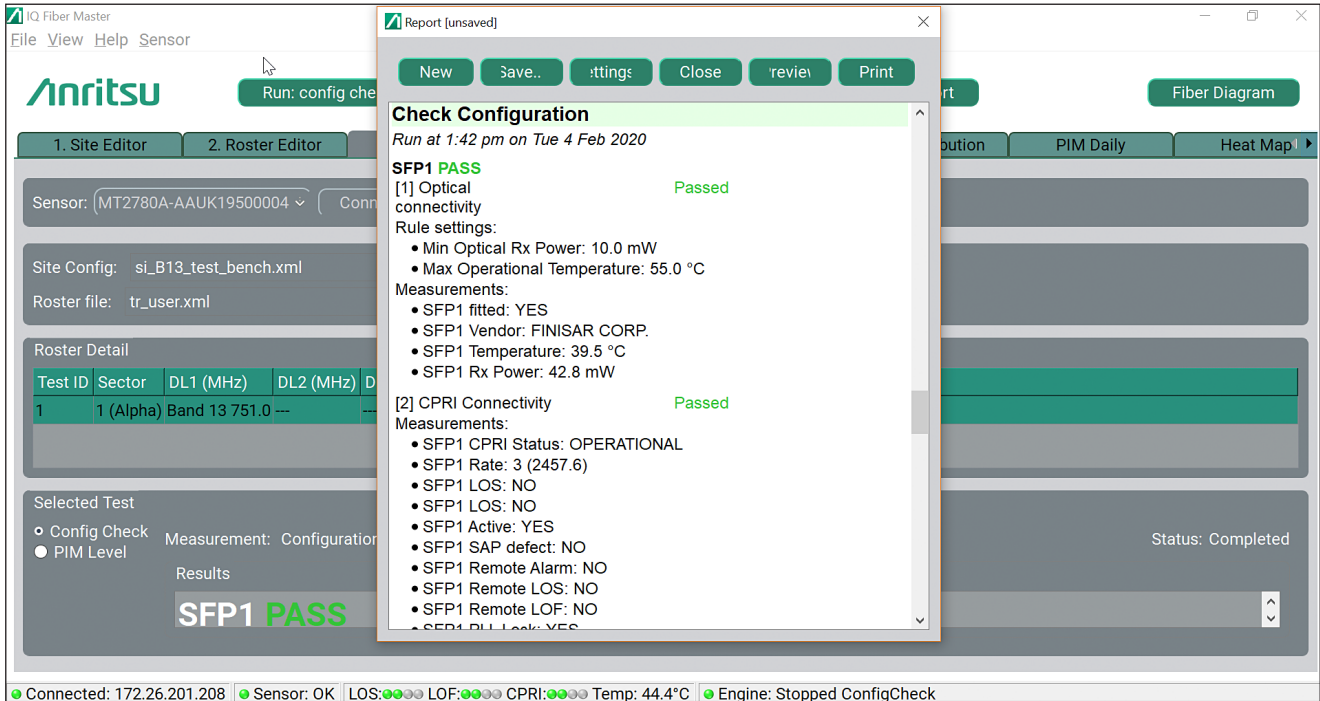 IQ Fiber Master
File View Help Sensor
Anritsu
Run: config che
rt
Fiber Diagram
1. Site Editor
2. Roster Editor
bution
PIM Daily
Heat Map
Sensor: MT2780A-AAUK19500004
Conn
Site Config: si_B13_test_bench.xml
Roster file: tr_user.xml
Roster Detail
Test ID Sector DL1 (MHz) DL2 (MHz) D
1 1 (Alpha) Band 13 751.0 --- ---
Selected Test
Config Check
PIM Level
Measurement: Configuration
Status: Completed
Results
SFP1 PASS
Report [unsaved]
New
Save..
ttings
Close
review
Print
Check Configuration
Run at 1:42 pm on Tue 4 Feb 2020
SFP1 PASS
[1] Optical Passed
connectivity
Rule settings:
• Min Optical Rx Power: 10.0 mW
• Max Operational Temperature: 55.0 °C
Measurements:
• SFP1 fitted: YES
• SFP1 Vendor: FINISAR CORP.
• SFP1 Temperature: 39.5 °C
• SFP1 Rx Power: 42.8 mW
[2] CPRI Connectivity Passed
Measurements:
• SFP1 CPRI Status: OPERATIONAL
• SFP1 Rate: 3 (2457.6)
• SFP1 LOS: NO
• SFP1 LOS: NO
• SFP1 Active: YES
• SFP1 SAP defect: NO
• SFP1 Remote Alarm: NO
• SFP1 Remote LOS: NO
• SFP1 Remote LOF: NO
• SFP1 PLL Lock: YES
Connected: 172.26.201.208 Sensor: OK LOS: LOF: CPRI: Temp: 44.4°C Engine: Stopped ConfigCheck